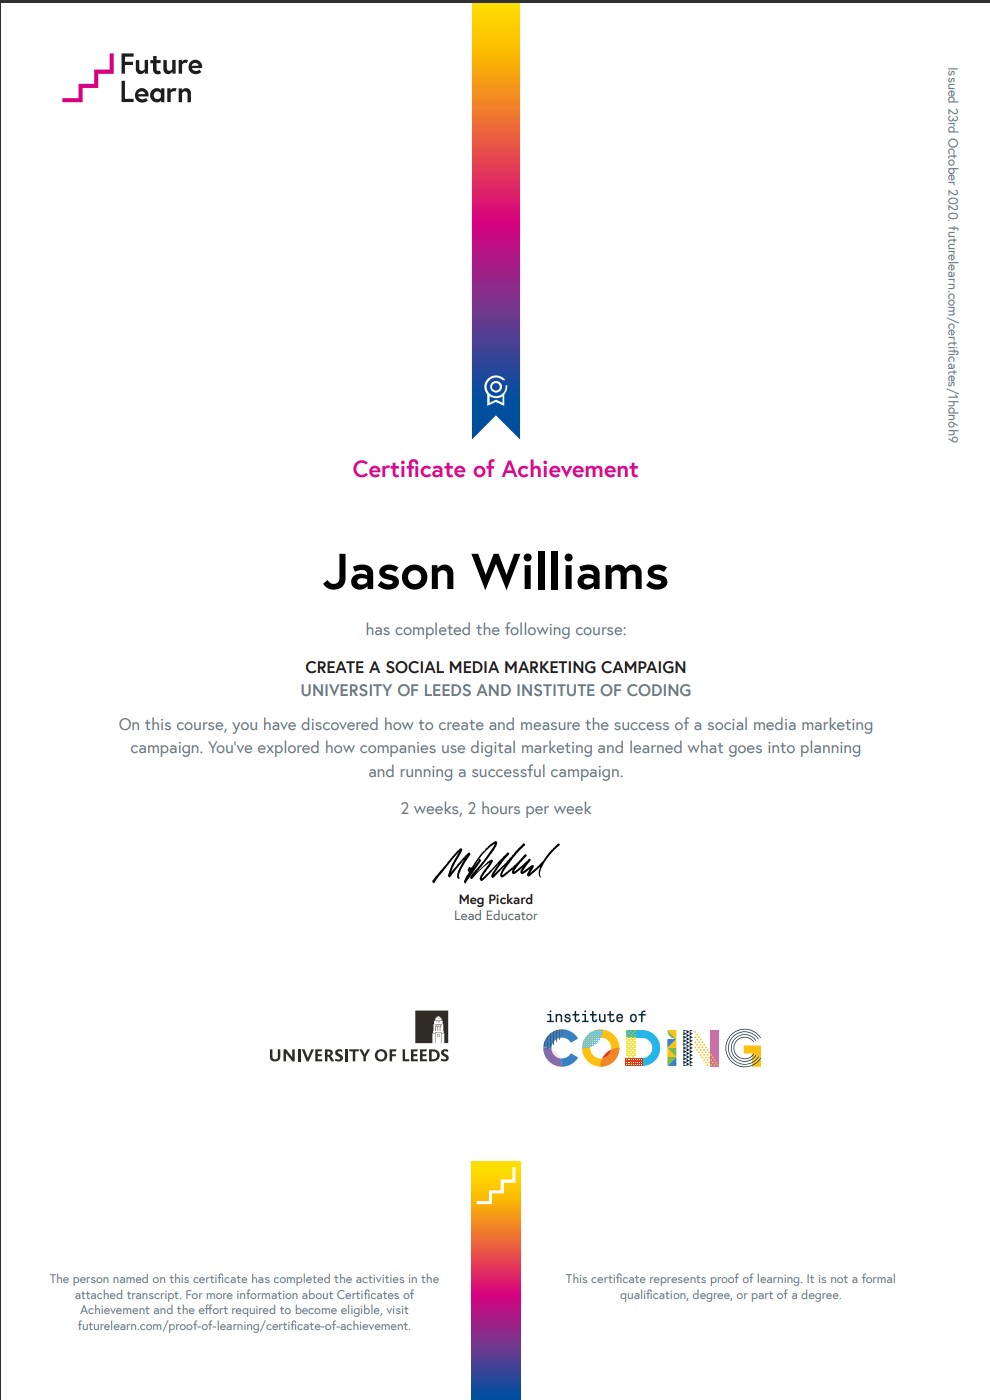 Future
Learn
Issued 23rd October 2020. futurelearn.com/certificates/1hdn6h9
Certificate of Achievement
Jason Williams
has completed the following course:
CREATE A SOCIAL MEDIA MARKETING CAMPAIGN
UNIVERSITY OF LEEDS AND INSTITUTE OF CODING
On this course, you have discovered how to create and measure the success of a social media marketing
campaign. You've explored how companies use digital marketing and learned what goes into planning
and running a successful campaign.
2 weeks, 2 hours per week
Meg Pickard
Lead Educator
UNIVERSITY OF LEEDS
institute of
CODING
The person named on this certificate has completed the activities in the
attached transcript. For more information about Certificates of
Achievement and the effort required to become eligible, visit
futurelearn.com/proof-of-learning/certificate-of-achievement.
This certificate represents proof of learning. It is not a formal
qualification, degree, or part of a degree.